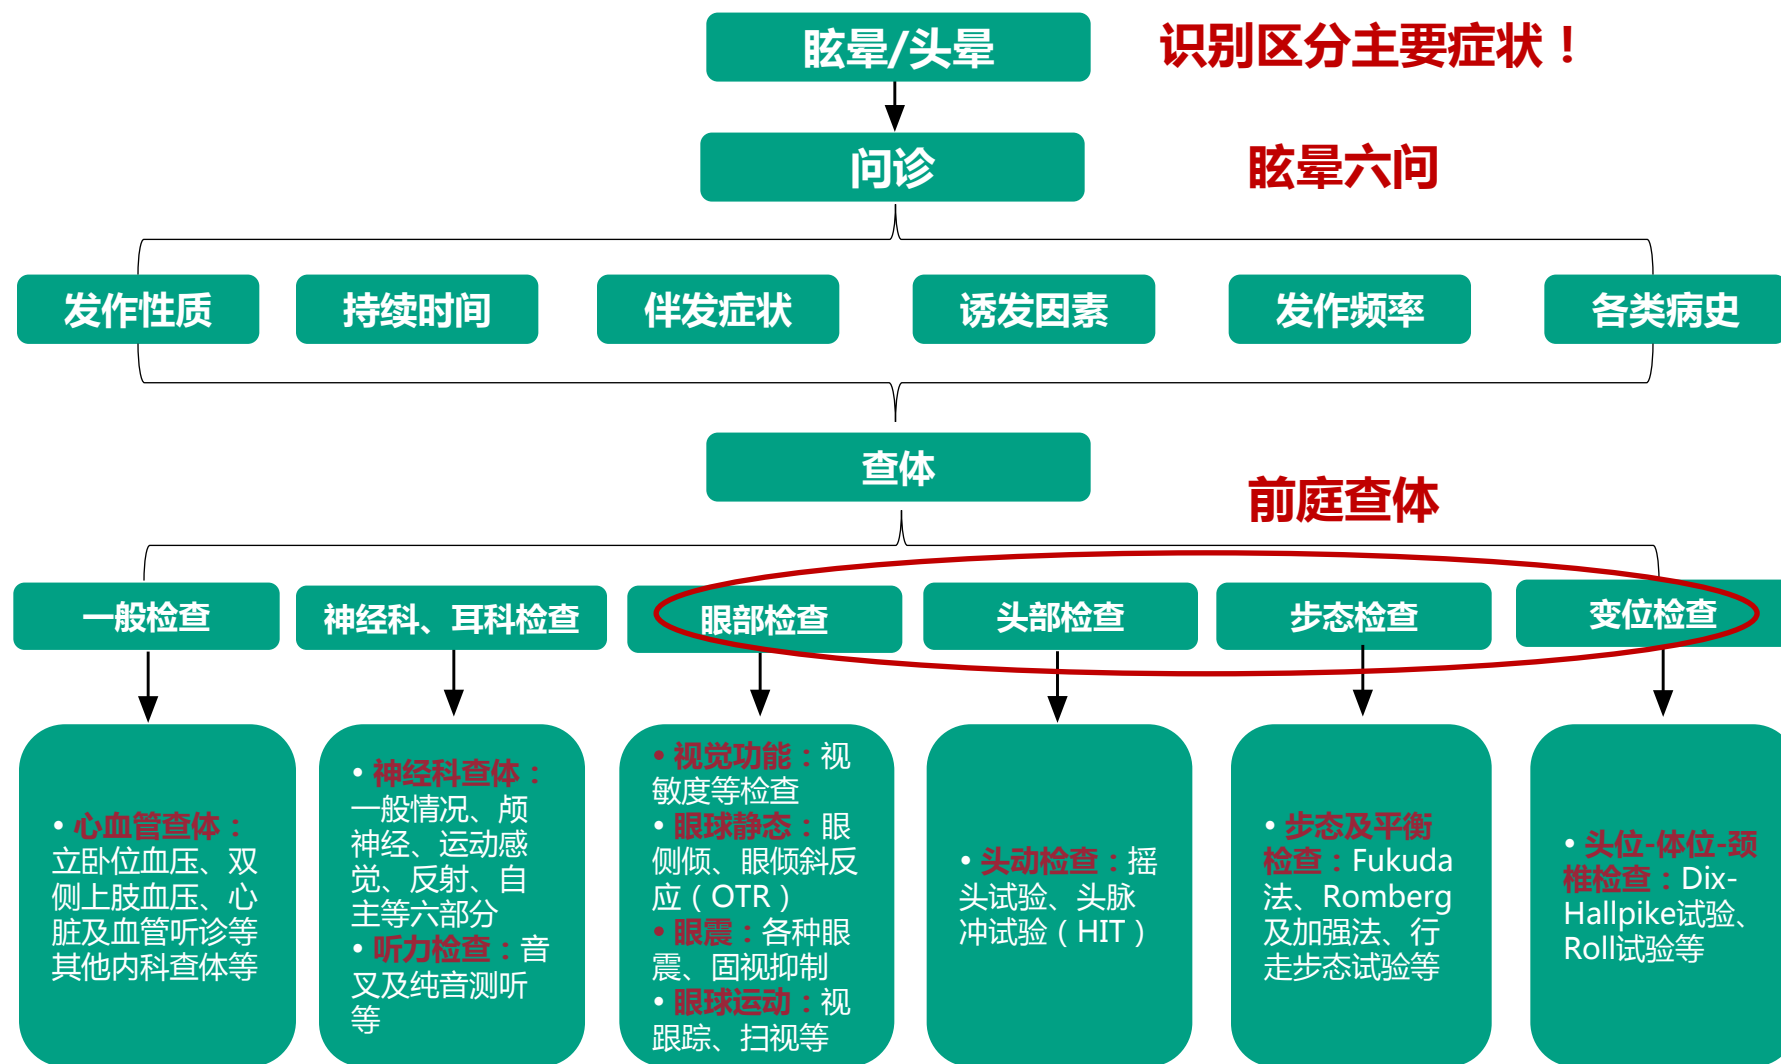 眩晕/头晕
识别区分主要症状！
问诊
眩晕六问
发作性质
持续时间
伴发症状
诱发因素
发作频率
各类病史
查体
前庭查体
一般检查
神经科、耳科检查
眼部检查
头部检查
步态检查
变位检查
• 心血管查体：
立卧位血压、双
侧上肢血压、心
脏及血管听诊等
其他内科查体等
• 神经科查体：
一般情况、颅
神经、运动感
觉、反射、自
主等六部分
• 听力检查：音
叉及纯音测听
等
• 视觉功能：视
敏度等检查
• 眼球静态：眼
侧倾、眼倾斜反
应（OTR）
• 眼震：各种眼
震、固视抑制
• 眼球运动：视
跟踪、扫视等
• 头动检查：摇
头试验、头脉
冲试验（HIT）
• 步态及平衡
检查：Fukuda
法、Romberg
及加强法、行
走步态试验等
• 头位-体位-颈
椎检查：Dix-
Hallpike试验、
Roll试验等